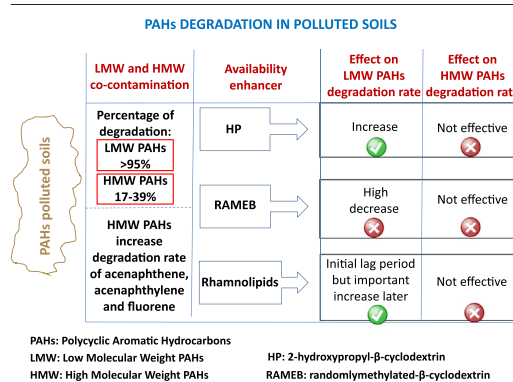 PAHs DEGRADATION IN POLLUTED SOILS
PAHs polluted soils
LMW and HMW
co-contamination
Availability
enhancer
Effect on
LMW PAHs
degradation rate
Effect on
HMW PAHs
degradation rat
Percentage of
degradation:
LMW PAHs
>95%
HMW PAHs
17-39%
HMW PAHs
increase
degradation rate
of acenaphthene,
acenaphthylene
and fluorene
HP
Increase
Not effective
RAMEB
High
decrease
Not effective
Rhamnolipids
Initial lag period
but important
increase later
Not effective
PAHs: Polycyclic Aromatic Hydrocarbons
LMW: Low Molecular Weight PAHs
HMW: High Molecular Weight PAHs
HP: 2-hydroxypropyl-β-cyclodextrin
RAMEB: randomlymethylated-β-cyclodextrin